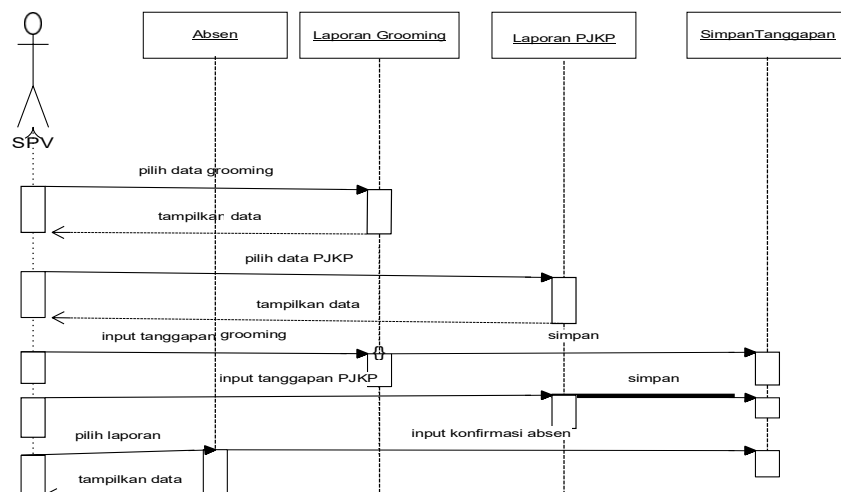 Absen
Laporan Grooming
Laporan PJKP
SimpanTanggapan
SPV
pilih data grooming
tampilkan data
pilih data PJKP
tampilkan data
input tanggapan grooming
simpan
{}
input tanggapan PJKP
simpan
pilih laporan
input konfirmasi absen
tampilkan data